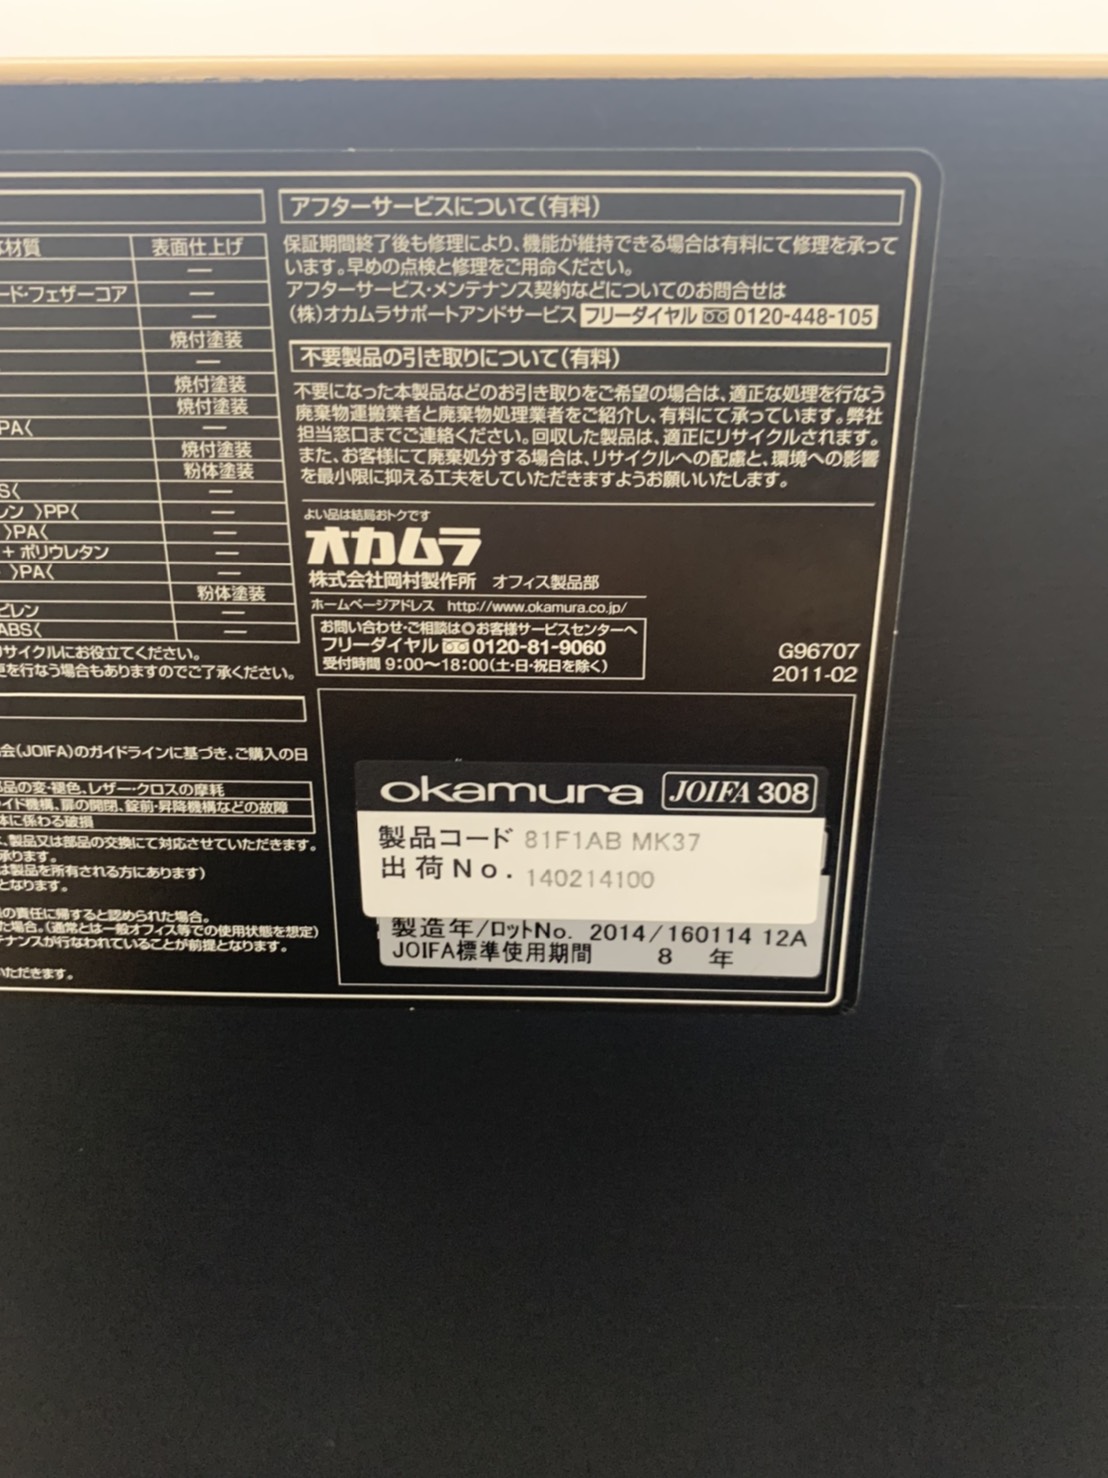 材質 表面仕上げ
—
ード・フェザーコア —
—
焼付塗装
—
焼付塗装
焼付塗装
PA〈 —
焼付塗装
粉体塗装
S〈 —
レン 〉PP〈 —
〉PA〈 —
+ ポリウレタン —
〉PA〈 —
粉体塗装
ピレン —
ABS〈 —
サイクルにお役立てください。
更を行なう場合もありますのでご了承ください。
会(JOIFA)のガイドラインに基づき、ご購入の日
部品の変・褪色、レザー・クロスの摩耗
イド機構、扉の開閉、錠前・昇降機構などの故障
体に係わる破損
、製品又は部品の交換にて対応させていただきます。
承ります。
は製品を所有される方にあります)
となります。
の責任に帰すると認められた場合。
た場合。(通常とは一般オフィス等での使用状態を想定)
テナンスが行なわれていることが前提となります。
いただきます。
アフターサービスについて(有料)
保証期間終了後も修理により、機能が維持できる場合は有料にて修理を承って
います。早めの点検と修理をご用命ください。
アフターサービス・メンテナンス契約などについてのお問合せは
(株)オカムラサポートアンドサービス フリーダイヤル 0120-448-105
不要製品の引き取りについて(有料)
不要になった本製品などのお引き取りをご希望の場合は、適正な処理を行なう
廃棄物運搬業者と廃棄物処理業者をご紹介し、有料にて承っています。弊社
担当窓口までご連絡ください。回収した製品は、適正にリサイクルされます。
また、お客様にて廃棄処分する場合は、リサイクルへの配慮と、環境への影響
を最小限に抑える工夫をしていただきますようお願いいたします。
よい品は結局おトクです
オカムラ
株式会社岡村製作所 オフィス製品部
ホームページアドレス http://www.okamura.co.jp/
お問い合わせ・ご相談は◎お客様サービスセンターへ
フリーダイヤル 0120-81-9060
受付時間 9:00〜18:00(土・日・祝日を除く)
G96707
2011-02
okamura JOIFA 308
製品コード 81F1AB MK37
出荷No. 140214100
製造年/ロットNo. 2014/160114 12A
JOIFA標準使用期間 8 年